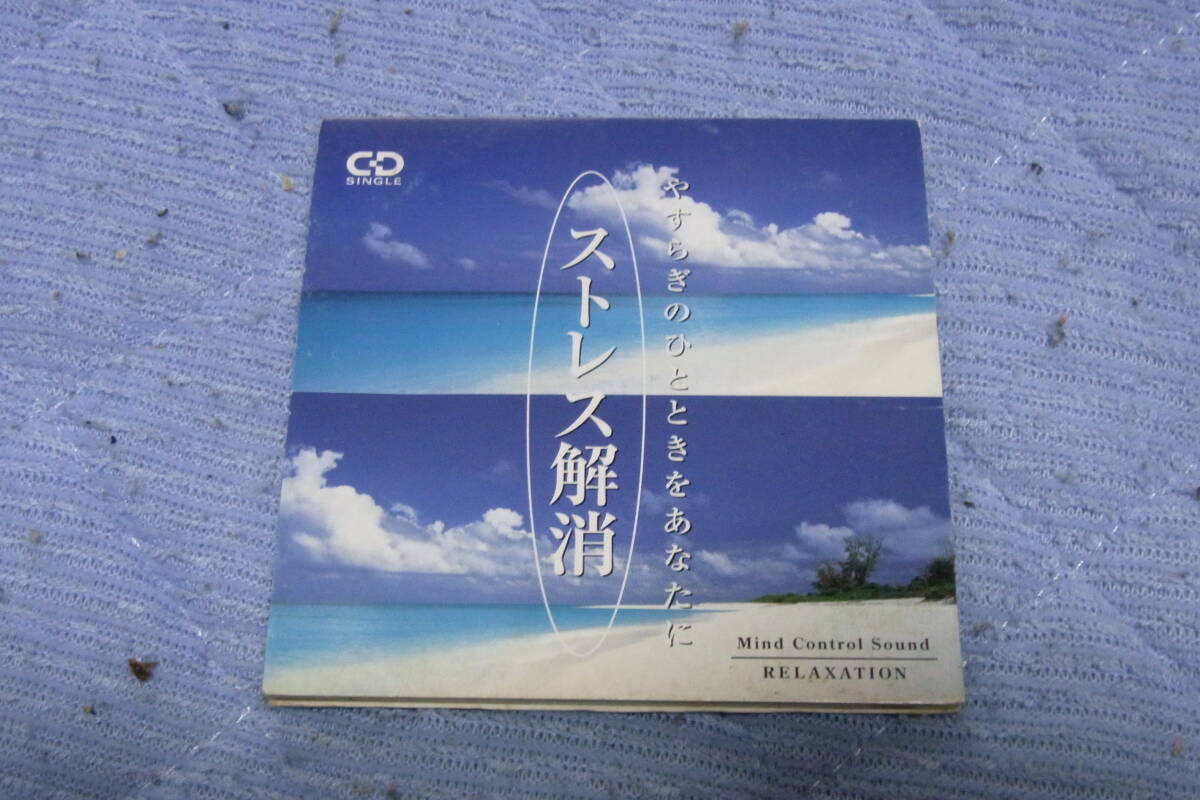 CD
SINGLE
やすらぎのひとときをあなたに
ストレス解消
Mind Control Sound
RELAXATION